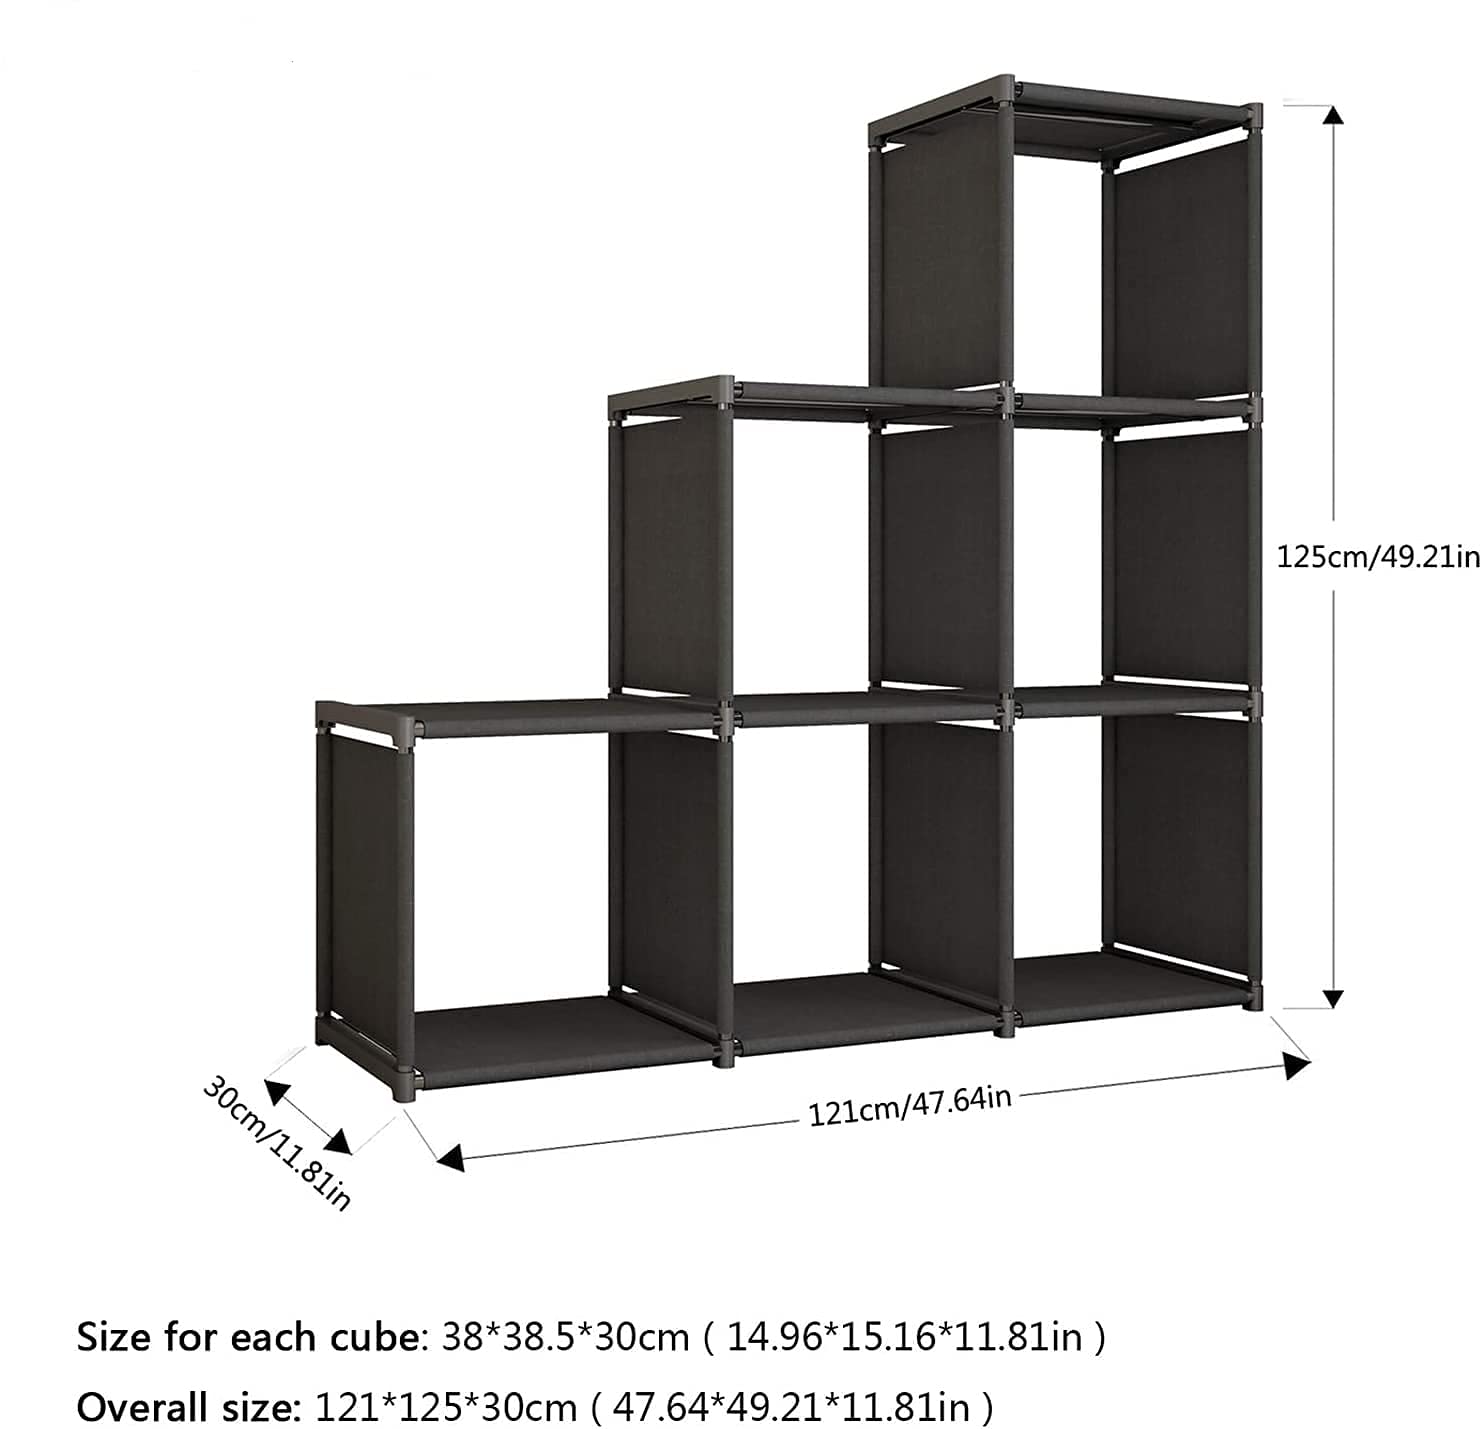 125cm/49.21in
121cm/47.64in
30cm/11.81in
Size for each cube: 38*38.5*30cm ( 14.96*15.16*11.81in )
Overall size: 121*125*30cm ( 47.64*49.21*11.81in )